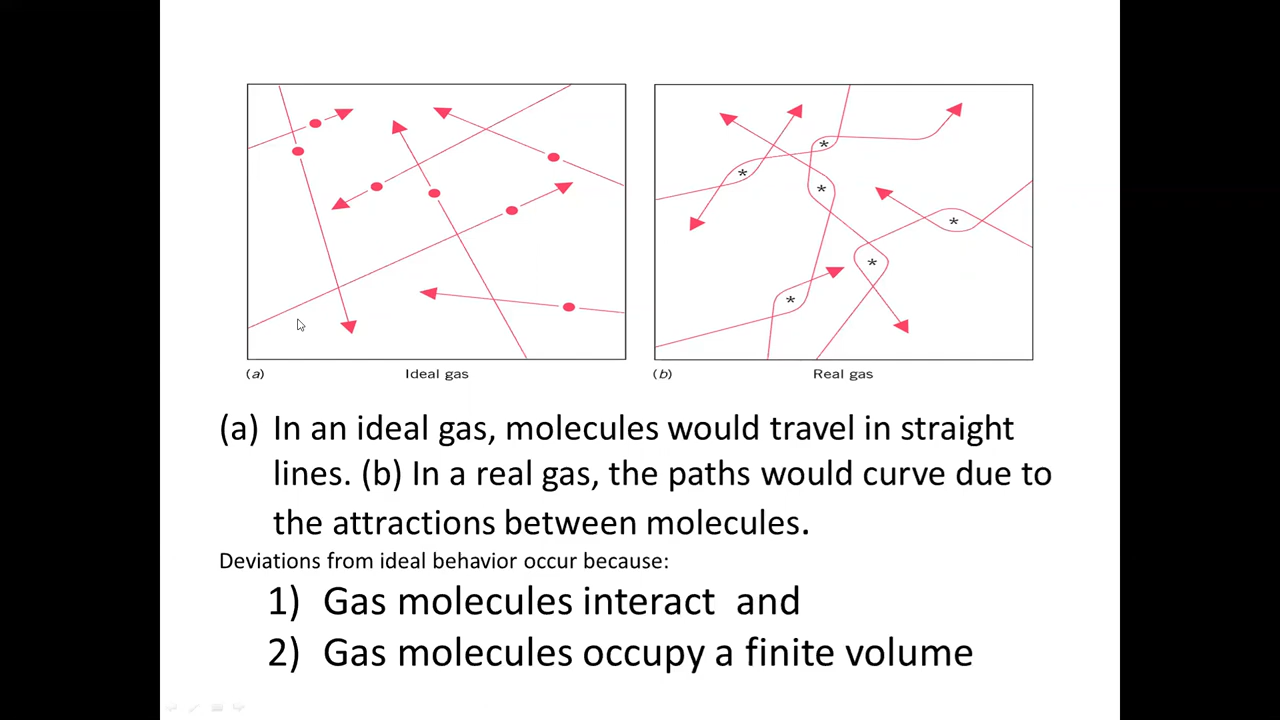 * * * * * *
(a) Ideal gas (b) Real gas
(a) In an ideal gas, molecules would travel in straight
lines. (b) In a real gas, the paths would curve due to
the attractions between molecules.
Deviations from ideal behavior occur because:
1) Gas molecules interact and
2) Gas molecules occupy a finite volume